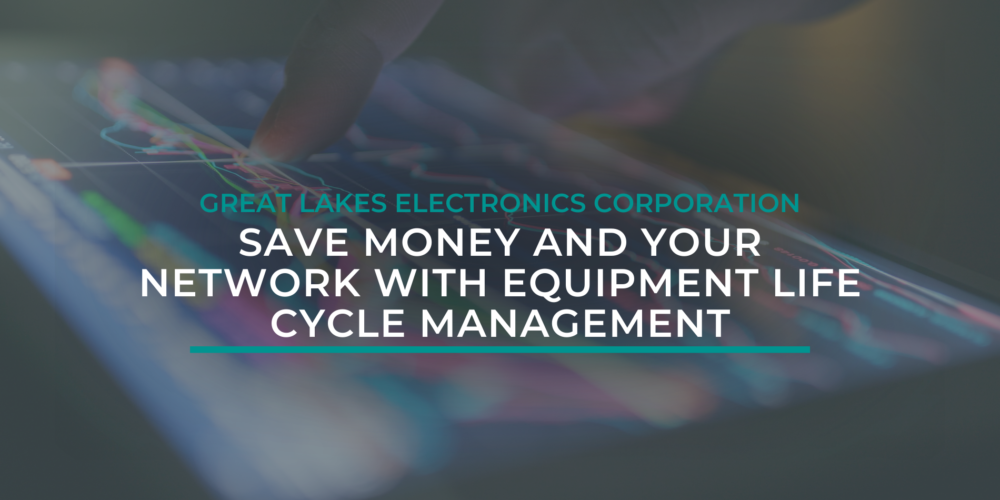 GREAT LAKES ELECTRONICS CORPORATION
SAVE MONEY AND YOUR
NETWORK WITH EQUIPMENT LIFE
CYCLE MANAGEMENT